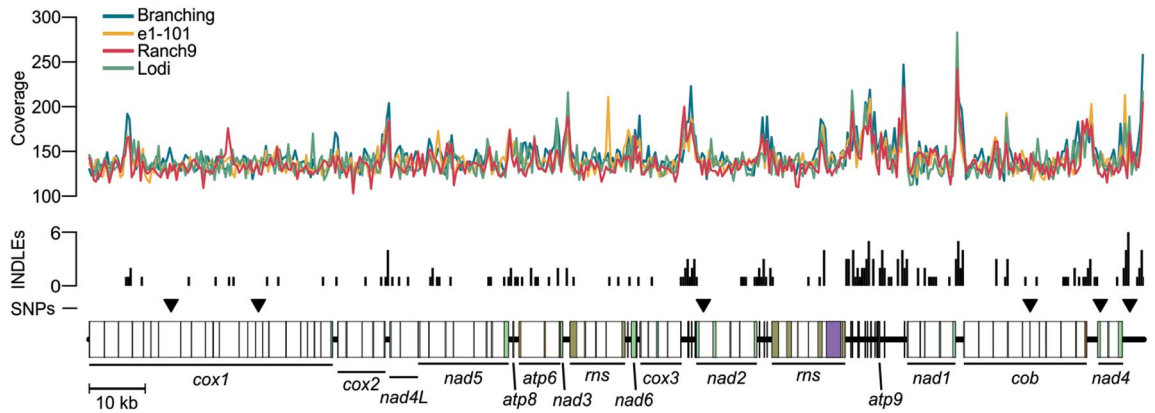 300
250
200
150
100
Coverage
Branching
e1-101
Ranch9
Lodi
6
0
INDLEs
SNPs
cox1
cox2
nad4L
nad5
atp8
atp6
nad3
rns
nad6
cox3
nad2
rns
atp9
nad1
cob
nad4
10 kb